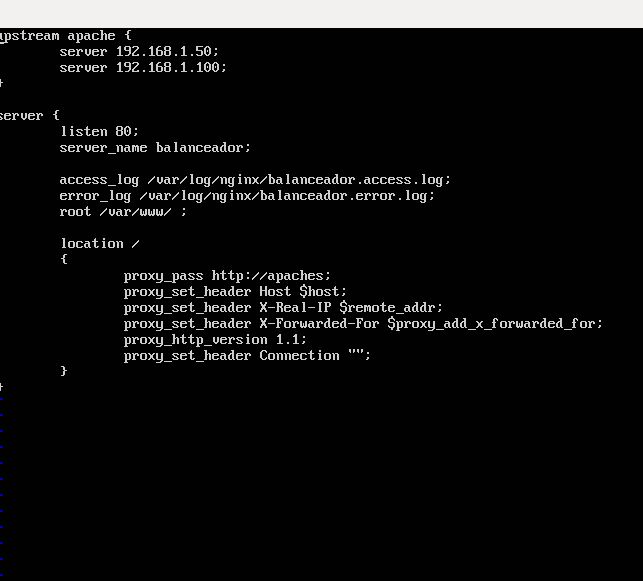 upstream apache {
server 192.168.1.50;
server 192.168.1.100;
}
server {
listen 80;
server_name balanceador;
access_log /var/log/nginx/balanceador.access.log;
error_log /var/log/nginx/balanceador.error.log;
root /var/www/ ;
location /
{
proxy_pass http://apaches;
proxy_set_header Host $host;
proxy_set_header X-Real-IP $remote_addr;
proxy_set_header X-Forwarded-For $proxy_add_x_forwarded_for;
proxy_http_version 1.1;
proxy_set_header Connection "";
}
}
~
~
~
~
~
~
~
~
~
~
~
~